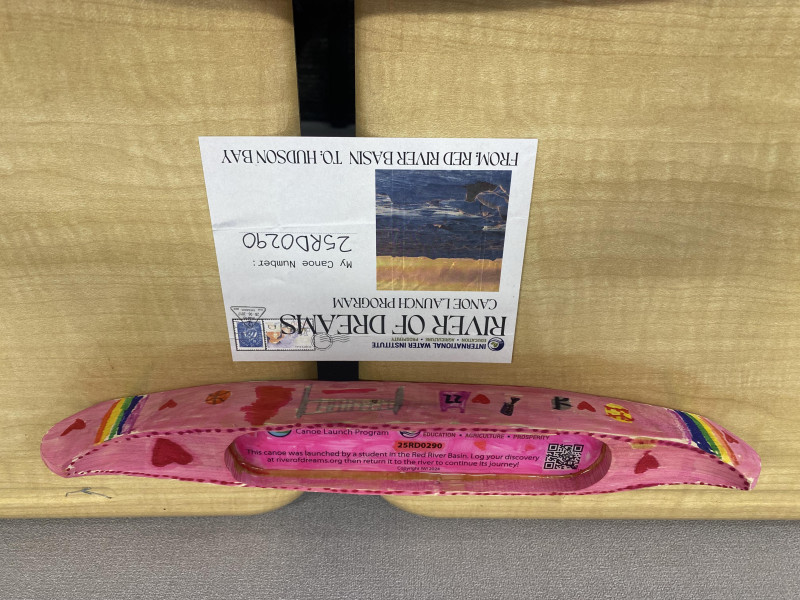 INTERNATIONAL WATER INSTITUTE
EDUCATION • AGRICULTURE • PROSPERITY
RIVER OF DREAMS
CANOE LAUNCH PROGRAM
My Canoe Number:
25RD0290
FROM: RED RIVER BASIN TO: HUDSON BAY
Canoe Launch Program
EDUCATION • AGRICULTURE • PROSPERITY
25RD0290
This canoe was launched by a student in the Red River Basin. Log your discovery
at riverofdreams.org then return it to the river to continue its journey!